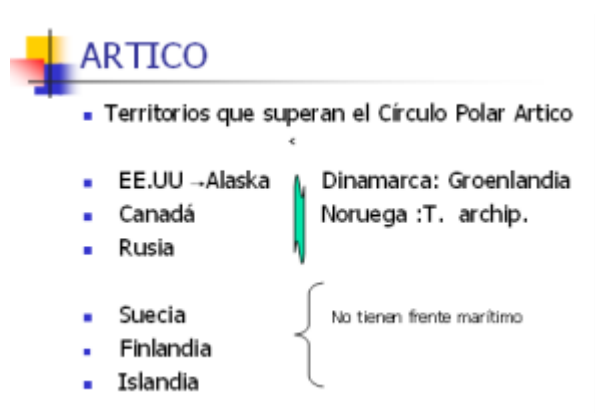 ARTICO
Territorios que superan el Círculo Polar Artico
EE.UU →Alaska
Canadá
Rusia
Dinamarca: Groenlandia
Noruega :T. archip.
Suecia
Finlandia
Islandia
No tienen frente marítimo